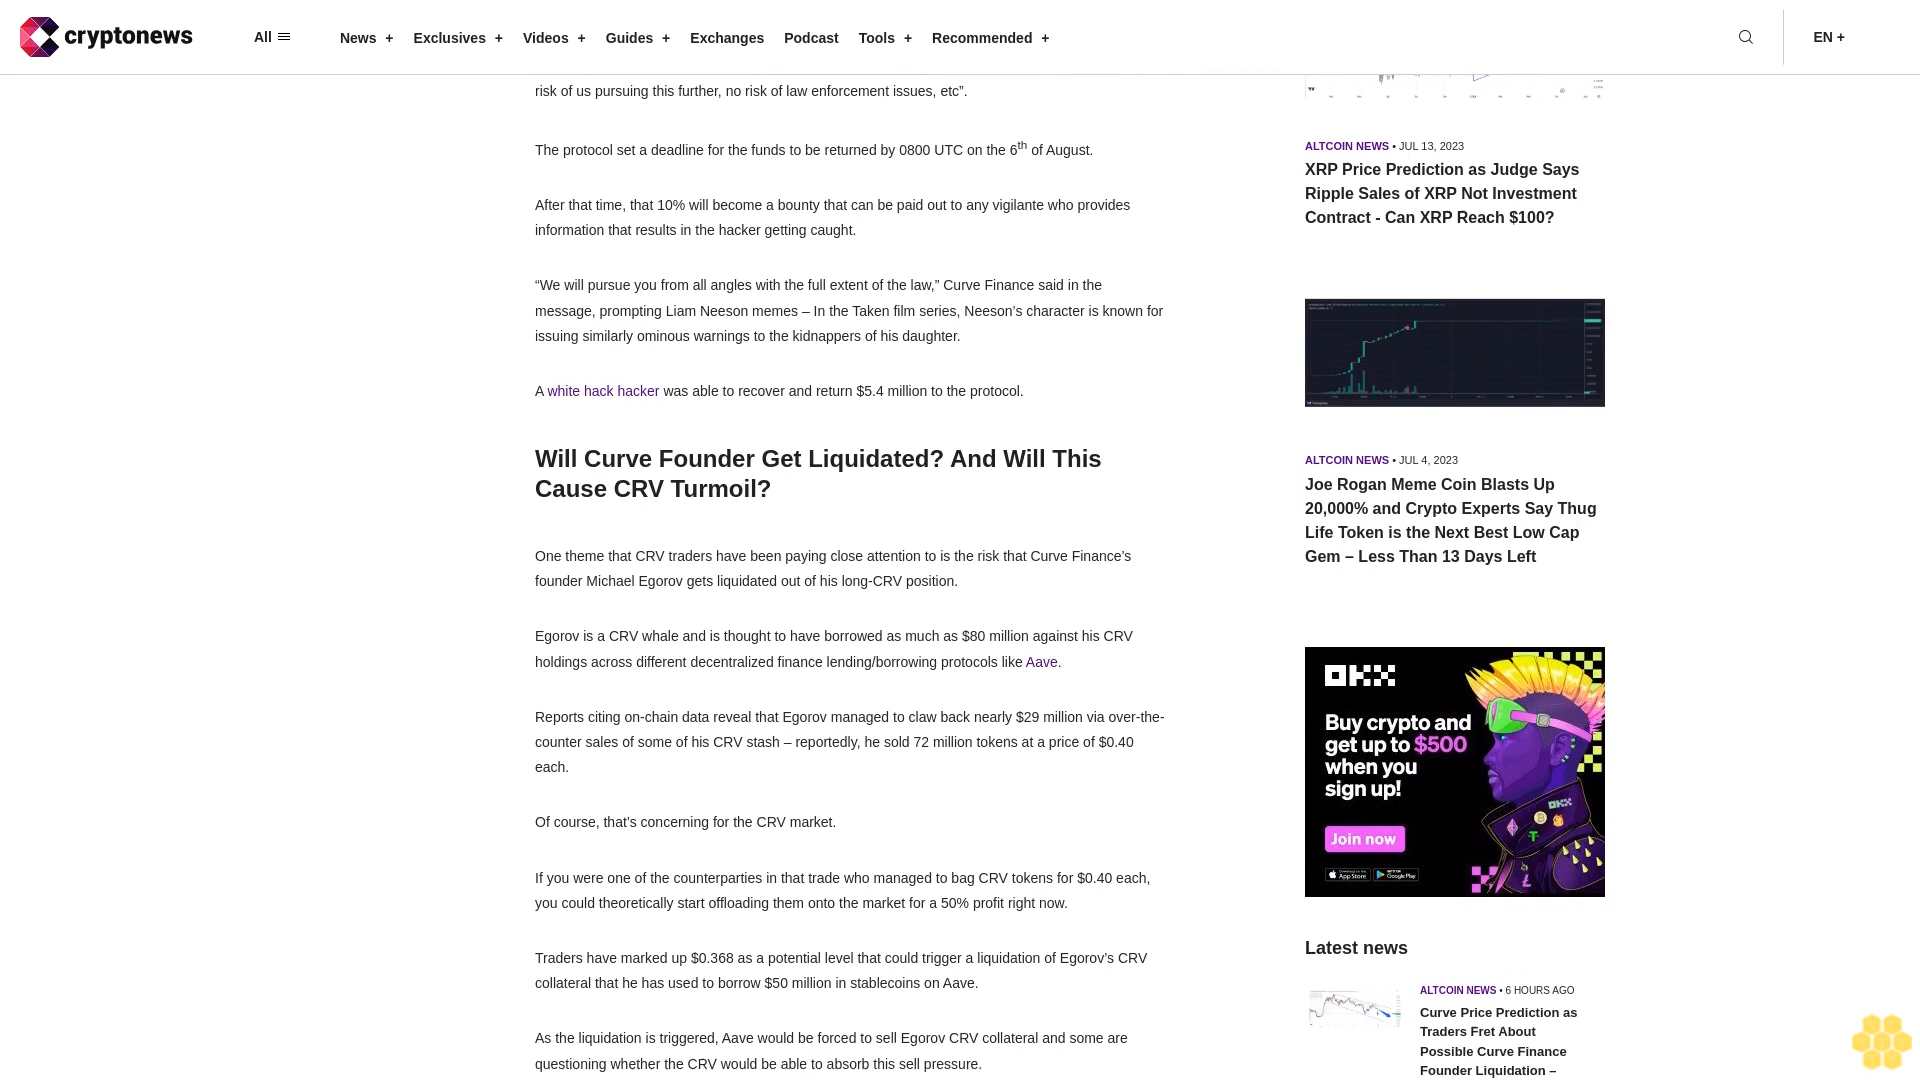 cryptonews
All
News +
Exclusives +
Videos +
Guides +
Exchanges
Podcast
Tools +
Recommended +
EN +
risk of us pursuing this further, no risk of law enforcement issues, etc”.
The protocol set a deadline for the funds to be returned by 0800 UTC on the 6th of August.
After that time, that 10% will become a bounty that can be paid out to any vigilante who provides
information that results in the hacker getting caught.
“We will pursue you from all angles with the full extent of the law,” Curve Finance said in the
message, prompting Liam Neeson memes – In the Taken film series, Neeson’s character is known for
issuing similarly ominous warnings to the kidnappers of his daughter.
A white hack hacker was able to recover and return $5.4 million to the protocol.
Will Curve Founder Get Liquidated? And Will This
Cause CRV Turmoil?
One theme that CRV traders have been paying close attention to is the risk that Curve Finance’s
founder Michael Egorov gets liquidated out of his long-CRV position.
Egorov is a CRV whale and is thought to have borrowed as much as $80 million against his CRV
holdings across different decentralized finance lending/borrowing protocols like Aave.
Reports citing on-chain data reveal that Egorov managed to claw back nearly $29 million via over-the-
counter sales of some of his CRV stash – reportedly, he sold 72 million tokens at a price of $0.40
each.
Of course, that’s concerning for the CRV market.
If you were one of the counterparties in that trade who managed to bag CRV tokens for $0.40 each,
you could theoretically start offloading them onto the market for a 50% profit right now.
Traders have marked up $0.368 as a potential level that could trigger a liquidation of Egorov’s CRV
collateral that he has used to borrow $50 million in stablecoins on Aave.
As the liquidation is triggered, Aave would be forced to sell Egorov CRV collateral and some are
questioning whether the CRV would be able to absorb this sell pressure.
ALTCOIN NEWS • JUL 13, 2023
XRP Price Prediction as Judge Says
Ripple Sales of XRP Not Investment
Contract - Can XRP Reach $100?
ALTCOIN NEWS • JUL 4, 2023
Joe Rogan Meme Coin Blasts Up
20,000% and Crypto Experts Say Thug
Life Token is the Next Best Low Cap
Gem – Less Than 13 Days Left
OKX
Buy crypto and
get up to $500
when you
sign up!
Join now
App Store
Google Play
OKX
Latest news
ALTCOIN NEWS • 6 HOURS AGO
Curve Price Prediction as
Traders Fret About
Possible Curve Finance
Founder Liquidation –